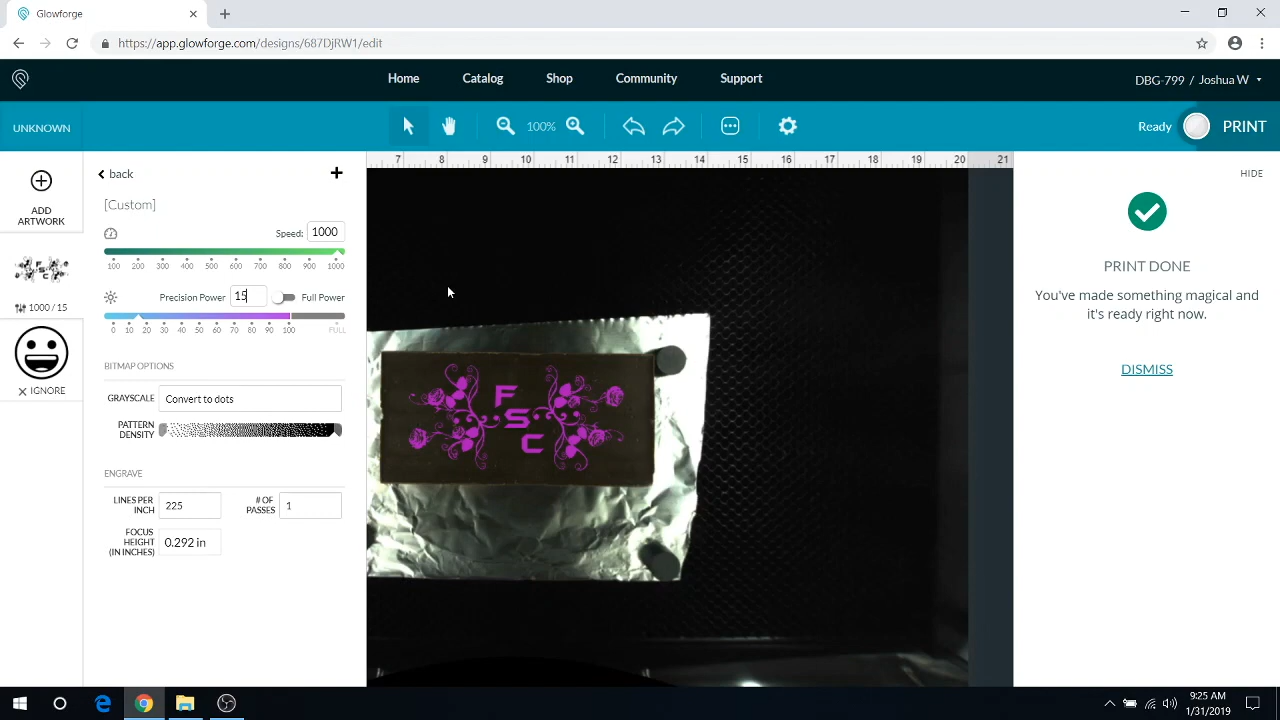 Glowforge
https://app.glowforge.com/designs/687DjRW1/edit
Home Catalog Shop Community Support
DBG-799 / Joshua W
UNKNOWN
100%
Ready PRINT
7 8 9 10 11 12 13 14 15 16 17 18 19 20 21
ADD
ARTWORK
1000 / 15
IGNORE
back
[Custom]
Speed: 1000
100 200 300 400 500 600 700 800 900 1000
Precision Power 15 Full Power
0 10 20 30 40 50 60 70 80 90 100 FULL
BITMAP OPTIONS
GRAYSCALE Convert to dots
PATTERN
DENSITY
ENGRAVE
LINES PER
INCH
225
# OF
PASSES
1
FOCUS
HEIGHT
(IN INCHES)
0.292 in
F
S
C
HIDE
PRINT DONE
You've made something magical and
it's ready right now.
DISMISS
9:25 AM
1/31/2019